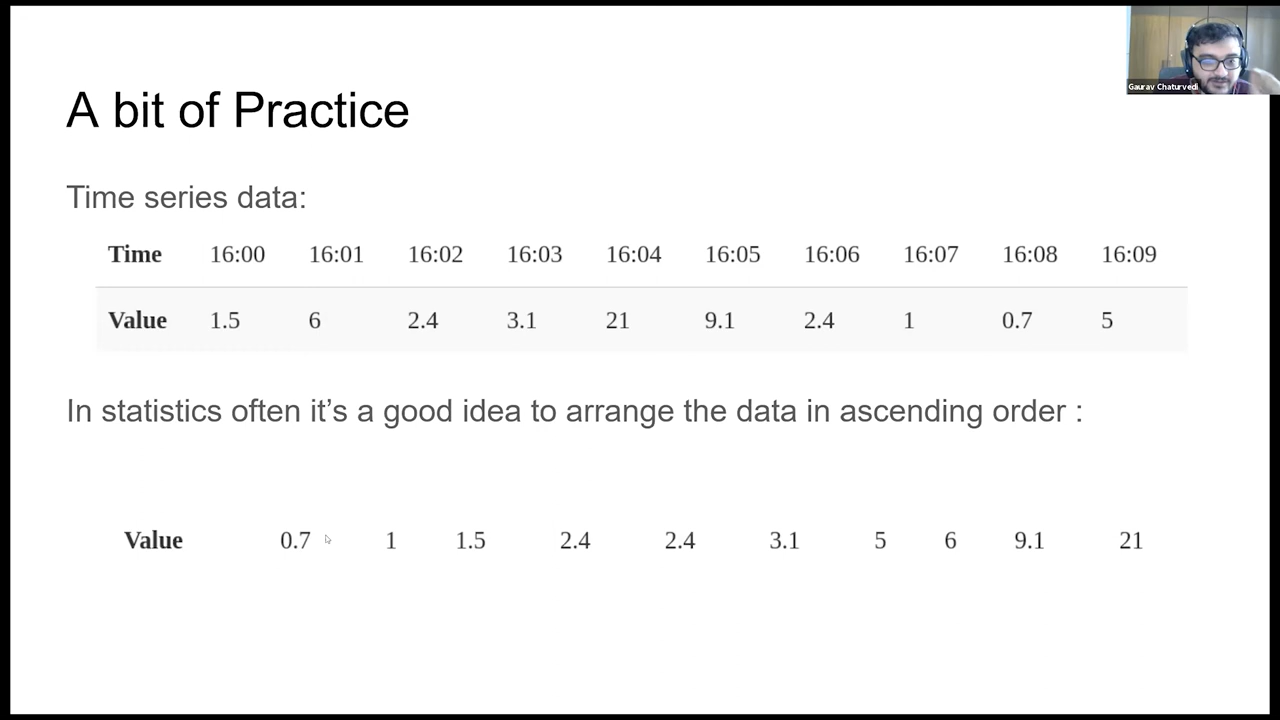 Gaurav Chaturvedi
A bit of Practice
Time series data:
Time 16:00 16:01 16:02 16:03 16:04 16:05 16:06 16:07 16:08 16:09
Value 1.5 6 2.4 3.1 21 9.1 2.4 1 0.7 5
In statistics often it’s a good idea to arrange the data in ascending order :
Value 0.7 1 1.5 2.4 2.4 3.1 5 6 9.1 21